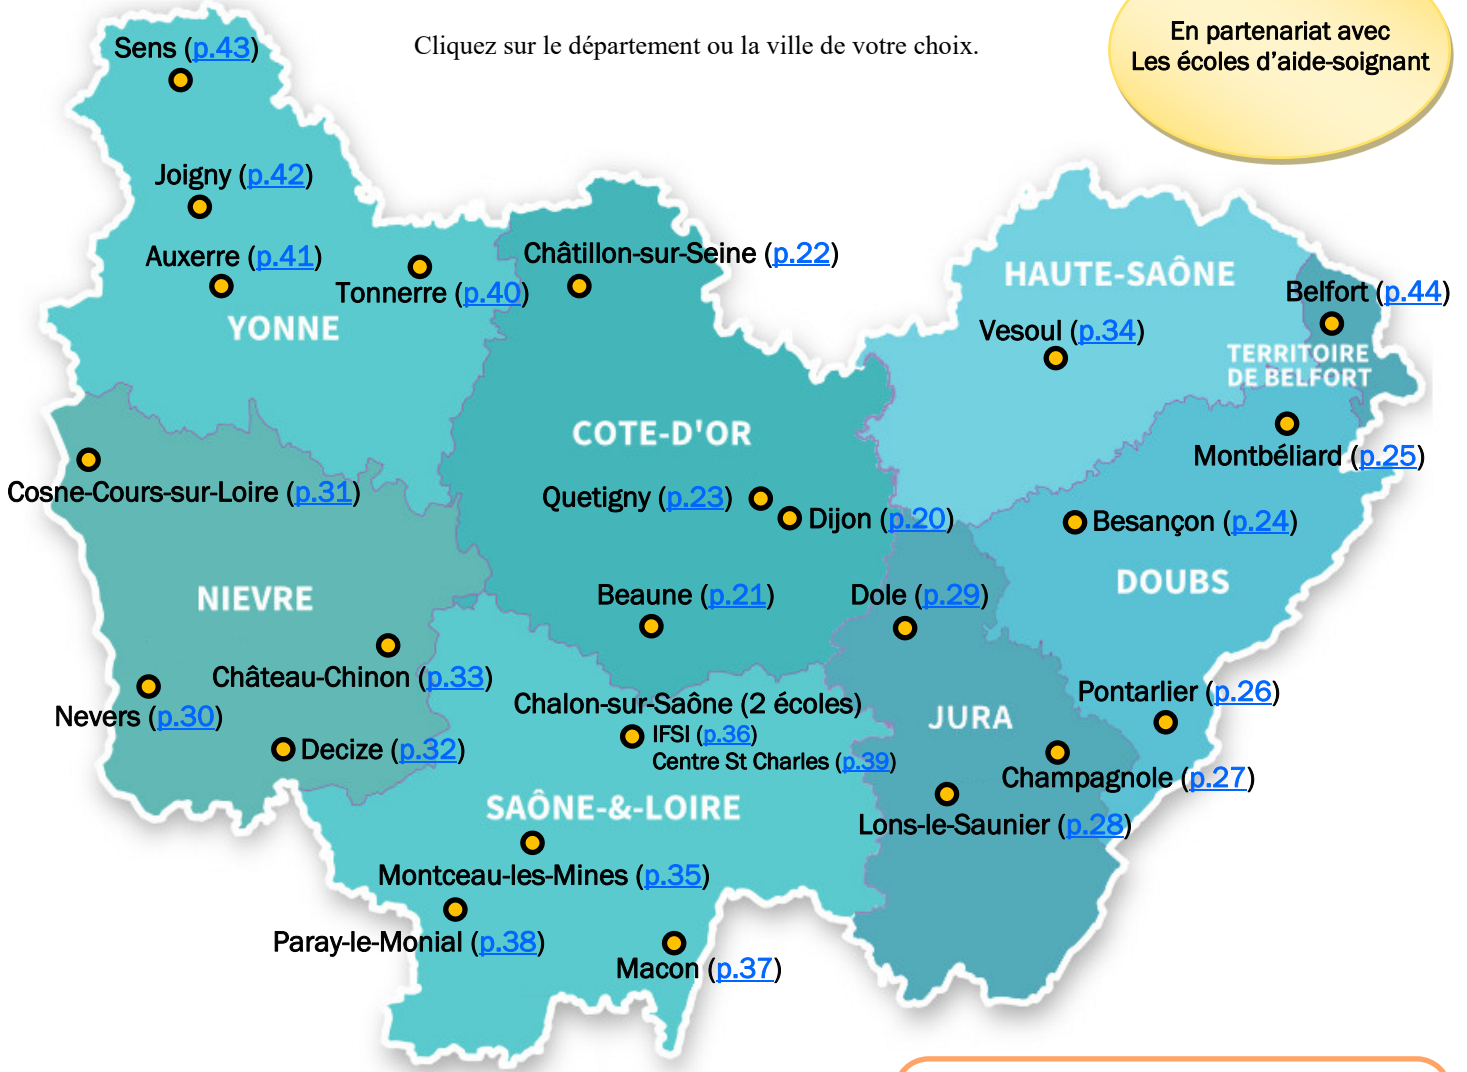 En partenariat avec
Les écoles d'aide-soignant
Cliquez sur le département ou la ville de votre choix.
Sens (p.43)
Joigny (p.42)
Auxerre (p.41)
Tonnerre (p.40)
YONNE
Châtillon-sur-Seine (p.22)
HAUTE-SAÔNE
Belfort (p.44)
Vesoul (p.34)
TERRITOIRE
DE BELFORT
COTE-D'OR
Montbéliard (p.25)
Cosne-Cours-sur-Loire (p.31)
Quetigny (p.23)
Dijon (p.20)
Besançon (p.24)
DOUBS
NIEVRE
Beaune (p.21)
Dole (p.29)
Château-Chinon (p.33)
Nevers (p.30)
Decize (p.32)
Chalon-sur-Saône (2 écoles)
IFSI (p.36)
Centre St Charles (p.39)
Pontarlier (p.26)
JURA
Champagnole (p.27)
Lons-le-Saunier (p.28)
SAÔNE-&-LOIRE
Montceau-les-Mines (p.35)
Paray-le-Monial (p.38)
Macon (p.37)